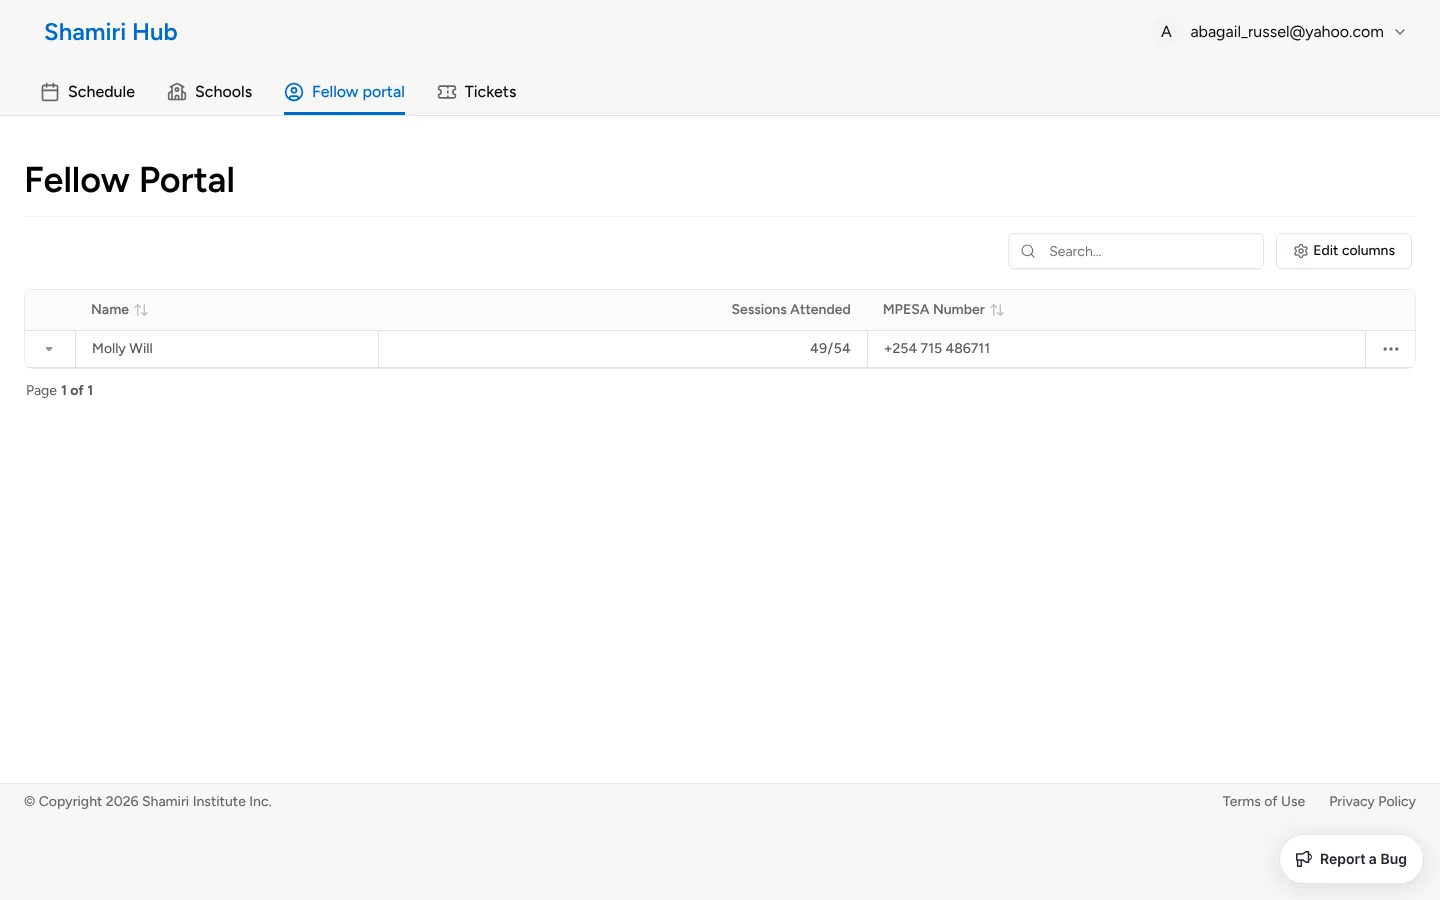 Shamiri Hub
A abagail_russel@yahoo.com
Schedule Schools Fellow portal Tickets
Fellow Portal
Search... Edit columns
Name Sessions Attended MPESA Number
Molly Will 49/54 +254 715 486711
Page 1 of 1
© Copyright 2026 Shamiri Institute Inc. Terms of Use Privacy Policy
Report a Bug